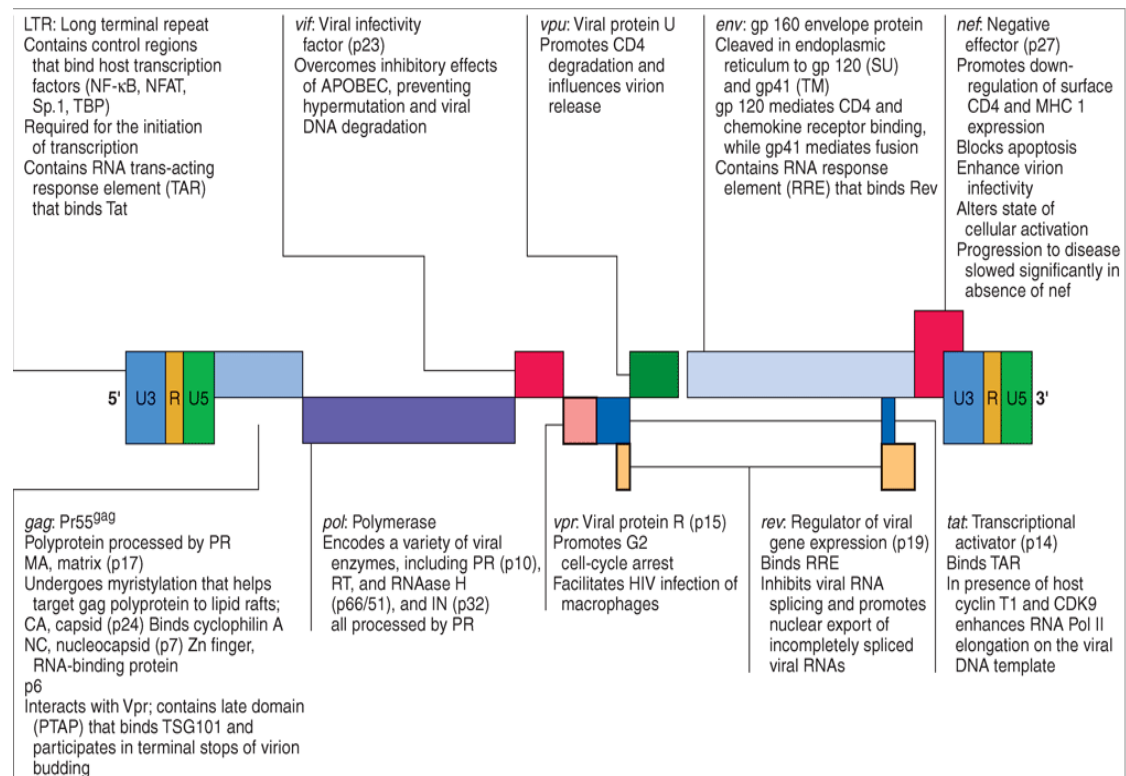 LTR: Long terminal repeat
Contains control regions
that bind host transcription
factors (NF-κB, NFAT,
Sp.1, TBP)
Required for the initiation
of transcription
Contains RNA trans-acting
response element (TAR)
that binds Tat
vif: Viral infectivity
factor (p23)
Overcomes inhibitory effects
of APOBEC, preventing
hypermutation and viral
DNA degradation
vpu: Viral protein U
Promotes CD4
degradation and
influences virion
release
env: gp 160 envelope protein
Cleaved in endoplasmic
reticulum to gp 120 (SU)
and gp41 (TM)
gp 120 mediates CD4 and
chemokine receptor binding,
while gp41 mediates fusion
Contains RNA response
element (RRE) that binds Rev
nef: Negative
effector (p27)
Promotes down-
regulation of surface
CD4 and MHC 1
expression
Blocks apoptosis
Enhance virion
infectivity
Alters state of
cellular activation
Progression to disease
slowed significantly in
absence of nef
5' U3 R U5 U3 R U5 3'
gag: Pr55gag
Polyprotein processed by PR
MA, matrix (p17)
Undergoes myristylation that helps
target gag polyprotein to lipid rafts;
CA, capsid (p24) Binds cyclophilin A
NC, nucleocapsid (p7) Zn finger,
RNA-binding protein
p6
Interacts with Vpr; contains late domain
(PTAP) that binds TSG101 and
participates in terminal stops of virion
budding
pol: Polymerase
Encodes a variety of viral
enzymes, including PR (p10),
RT, and RNAase H
(p66/51), and IN (p32)
all processed by PR
vpr: Viral protein R (p15)
Promotes G2
cell-cycle arrest
Facilitates HIV infection of
macrophages
rev: Regulator of viral
gene expression (p19)
Binds RRE
Inhibits viral RNA
splicing and promotes
nuclear export of
incompletely spliced
viral RNAs
tat: Transcriptional
activator (p14)
Binds TAR
In presence of host
cyclin T1 and CDK9
enhances RNA Pol II
elongation on the viral
DNA template